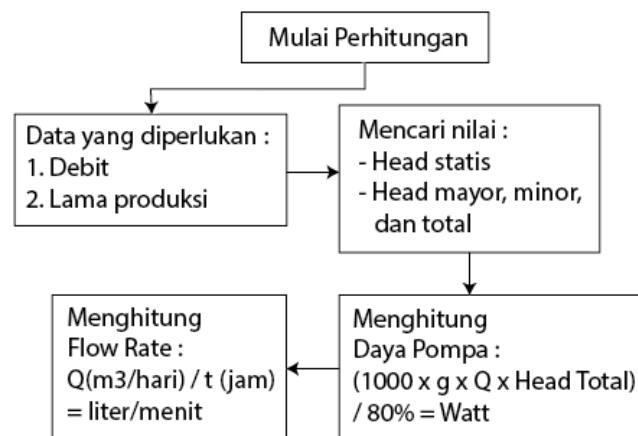 Mulai Perhitungan
Data yang diperlukan :
1. Debit
2. Lama produksi
Mencari nilai :
- Head statis
- Head mayor, minor,
dan total
Menghitung
Daya Pompa :
(1000 x g x Q x Head Total)
/ 80% = Watt
Menghitung
Flow Rate :
Q(m3/hari) / t (jam)
= liter/menit